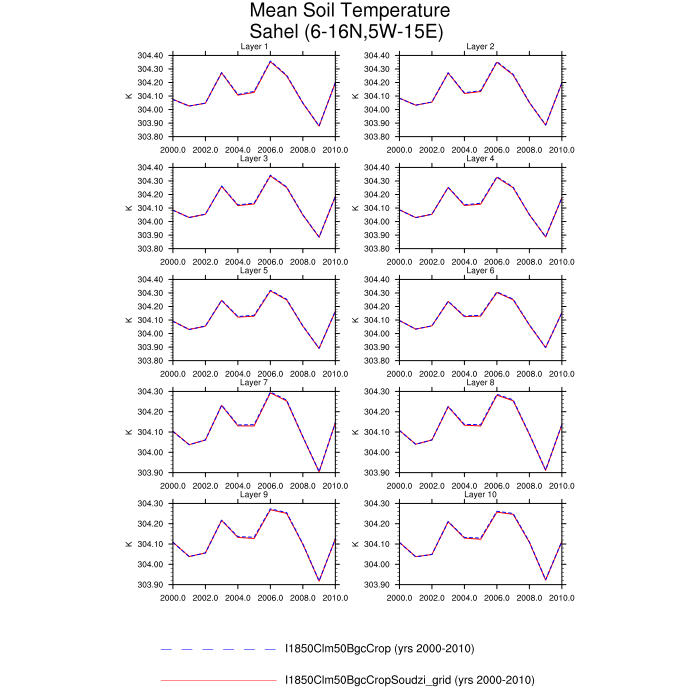 Mean Soil Temperature
Sahel (6-16N,5W-15E)
Layer 1 Layer 2
304.40 304.40
304.30 304.30
304.20 304.20
K 304.10 K 304.10
304.00 304.00
303.90 303.90
303.80 303.80
2000.0 2002.0 2004.0 2006.0 2008.0 2010.0 2000.0 2002.0 2004.0 2006.0 2008.0 2010.0
Layer 3 Layer 4
304.40 304.40
304.30 304.30
304.20 304.20
K 304.10 K 304.10
304.00 304.00
303.90 303.90
303.80 303.80
2000.0 2002.0 2004.0 2006.0 2008.0 2010.0 2000.0 2002.0 2004.0 2006.0 2008.0 2010.0
Layer 5 Layer 6
304.40 304.40
304.30 304.30
304.20 304.20
K 304.10 K 304.10
304.00 304.00
303.90 303.90
303.80 303.80
2000.0 2002.0 2004.0 2006.0 2008.0 2010.0 2000.0 2002.0 2004.0 2006.0 2008.0 2010.0
Layer 7 Layer 8
304.30 304.30
304.20 304.20
K 304.10 K 304.10
304.00 304.00
303.90 303.90
2000.0 2002.0 2004.0 2006.0 2008.0 2010.0 2000.0 2002.0 2004.0 2006.0 2008.0 2010.0
Layer 9 Layer 10
304.30 304.30
304.20 304.20
K 304.10 K 304.10
304.00 304.00
303.90 303.90
2000.0 2002.0 2004.0 2006.0 2008.0 2010.0 2000.0 2002.0 2004.0 2006.0 2008.0 2010.0
I1850Clm50BgcCrop (yrs 2000-2010)
I1850Clm50BgcCropSoudzi_grid (yrs 2000-2010)